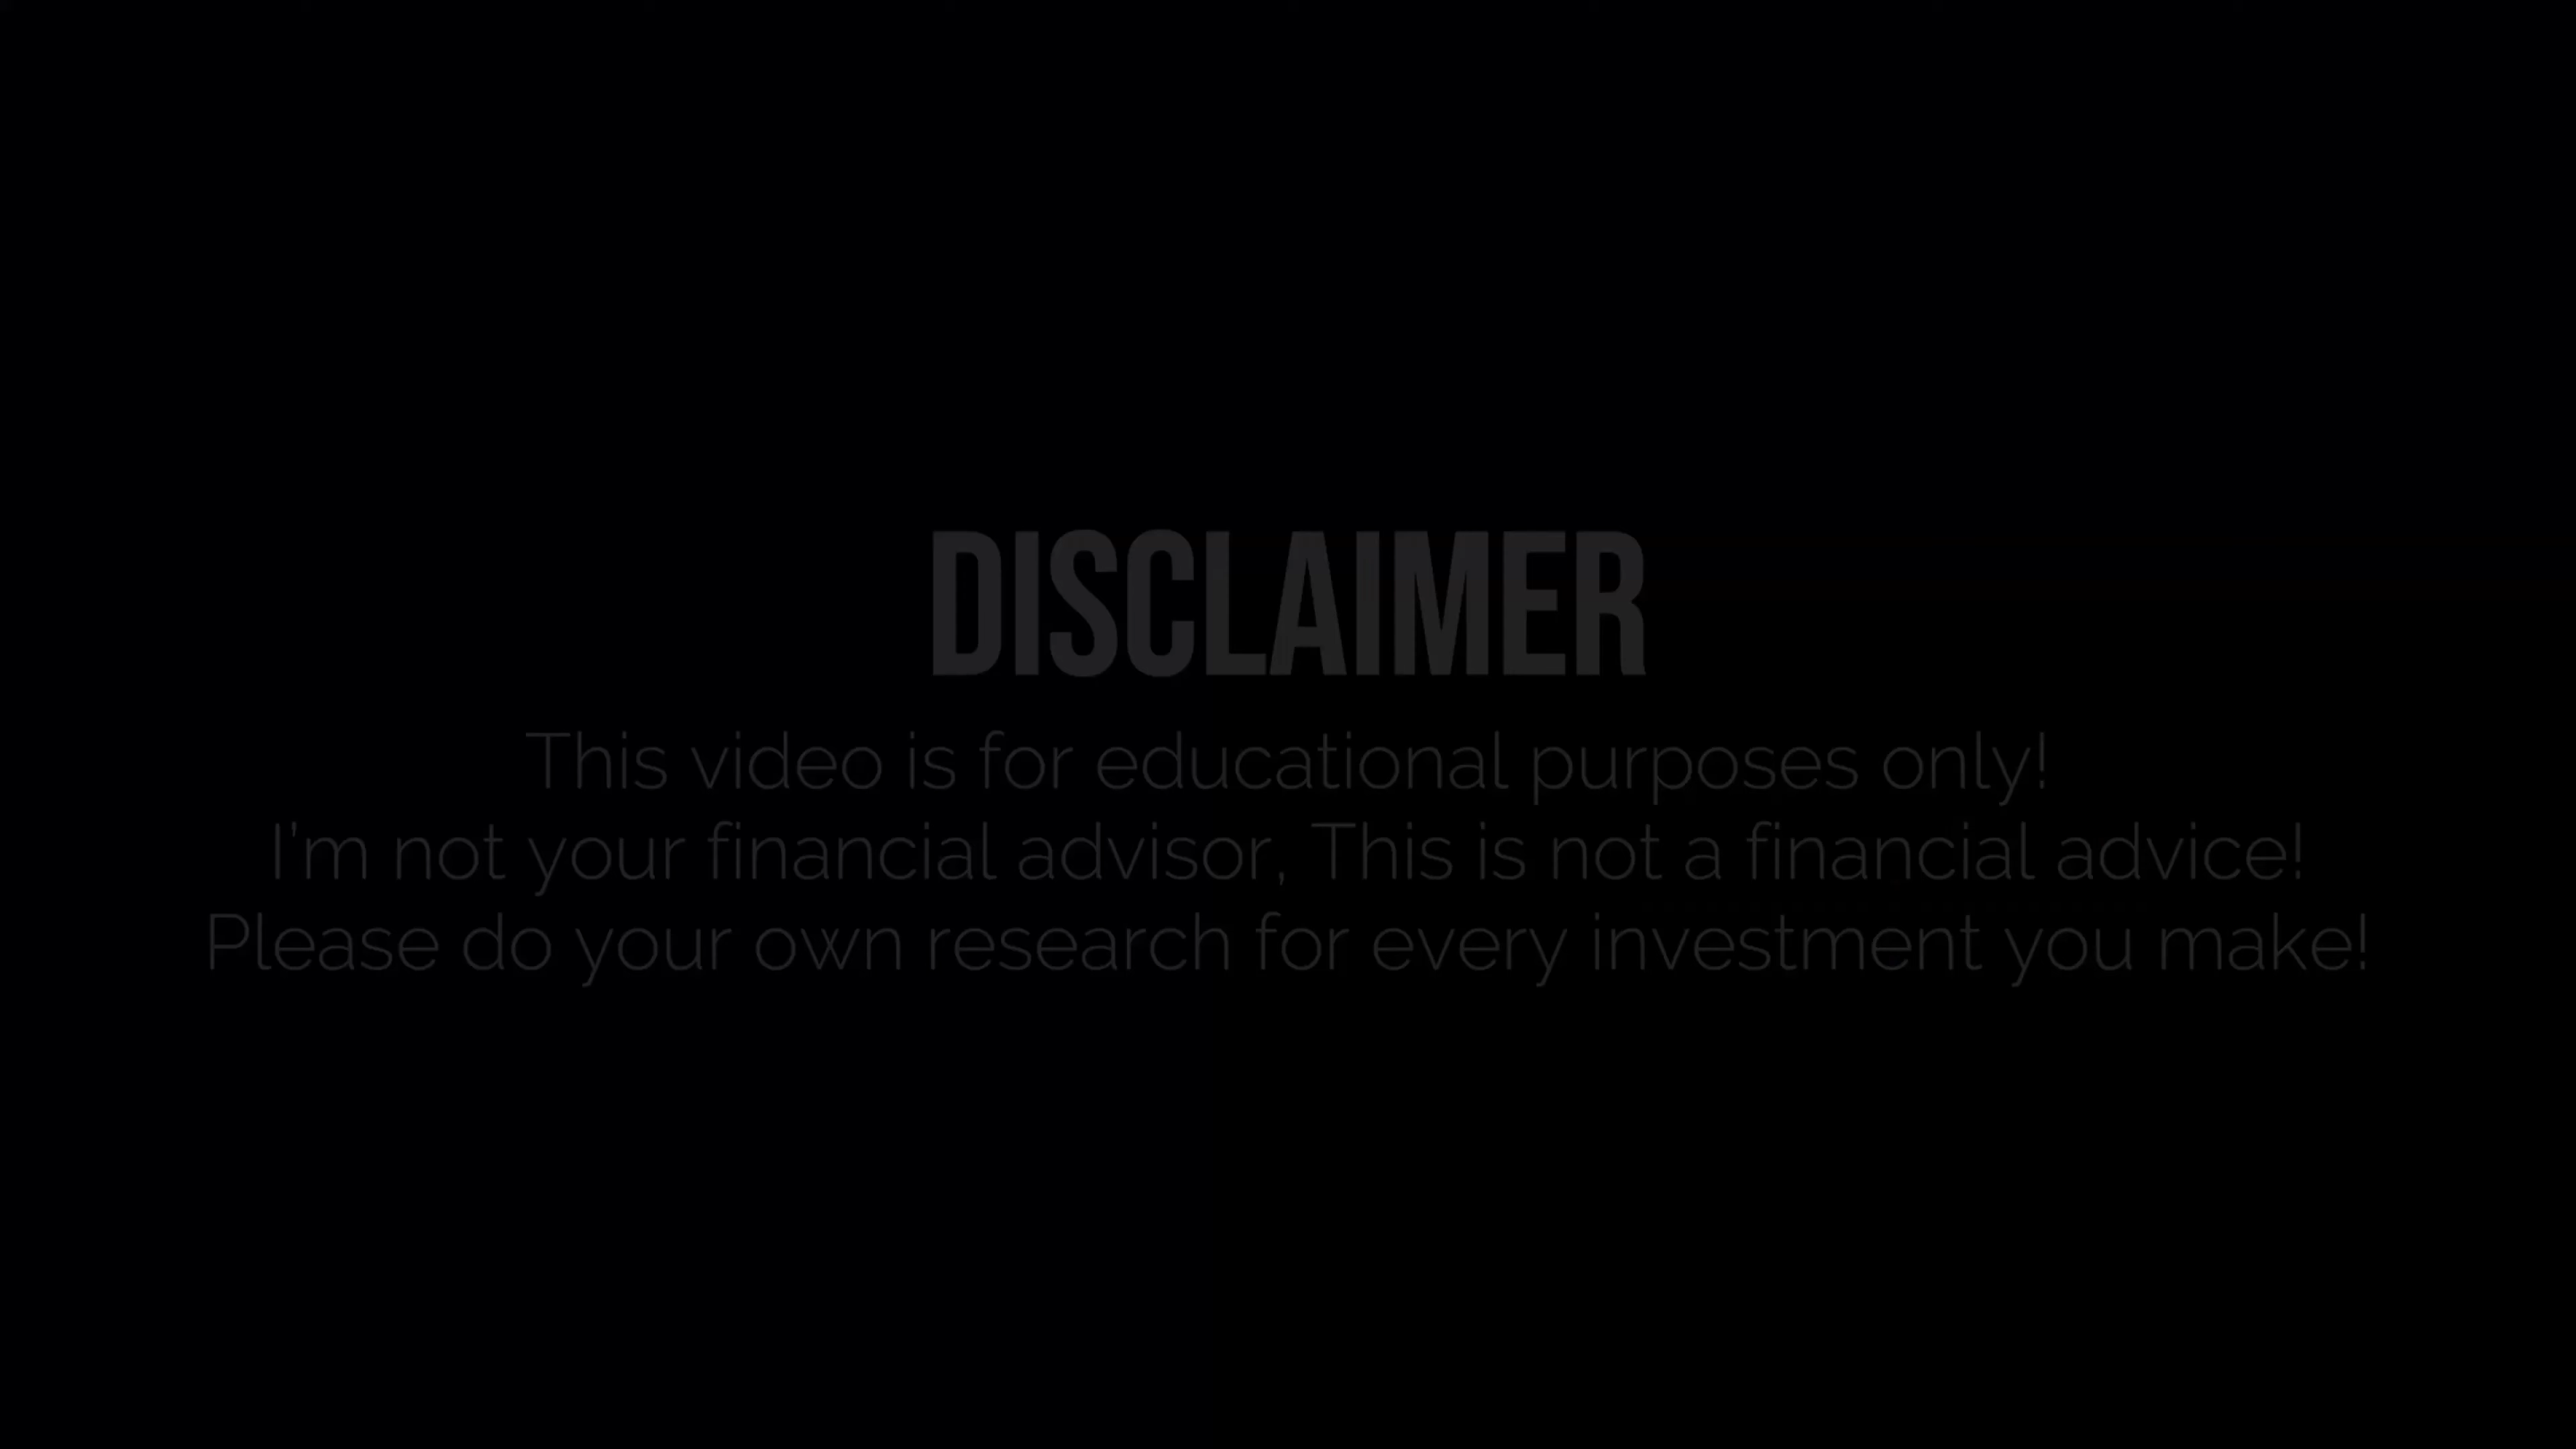 DISCLAIMER
This video is for educational purposes only!
I'm not your financial advisor, This is not a financial advice!
Please do your own research for every investment you make!